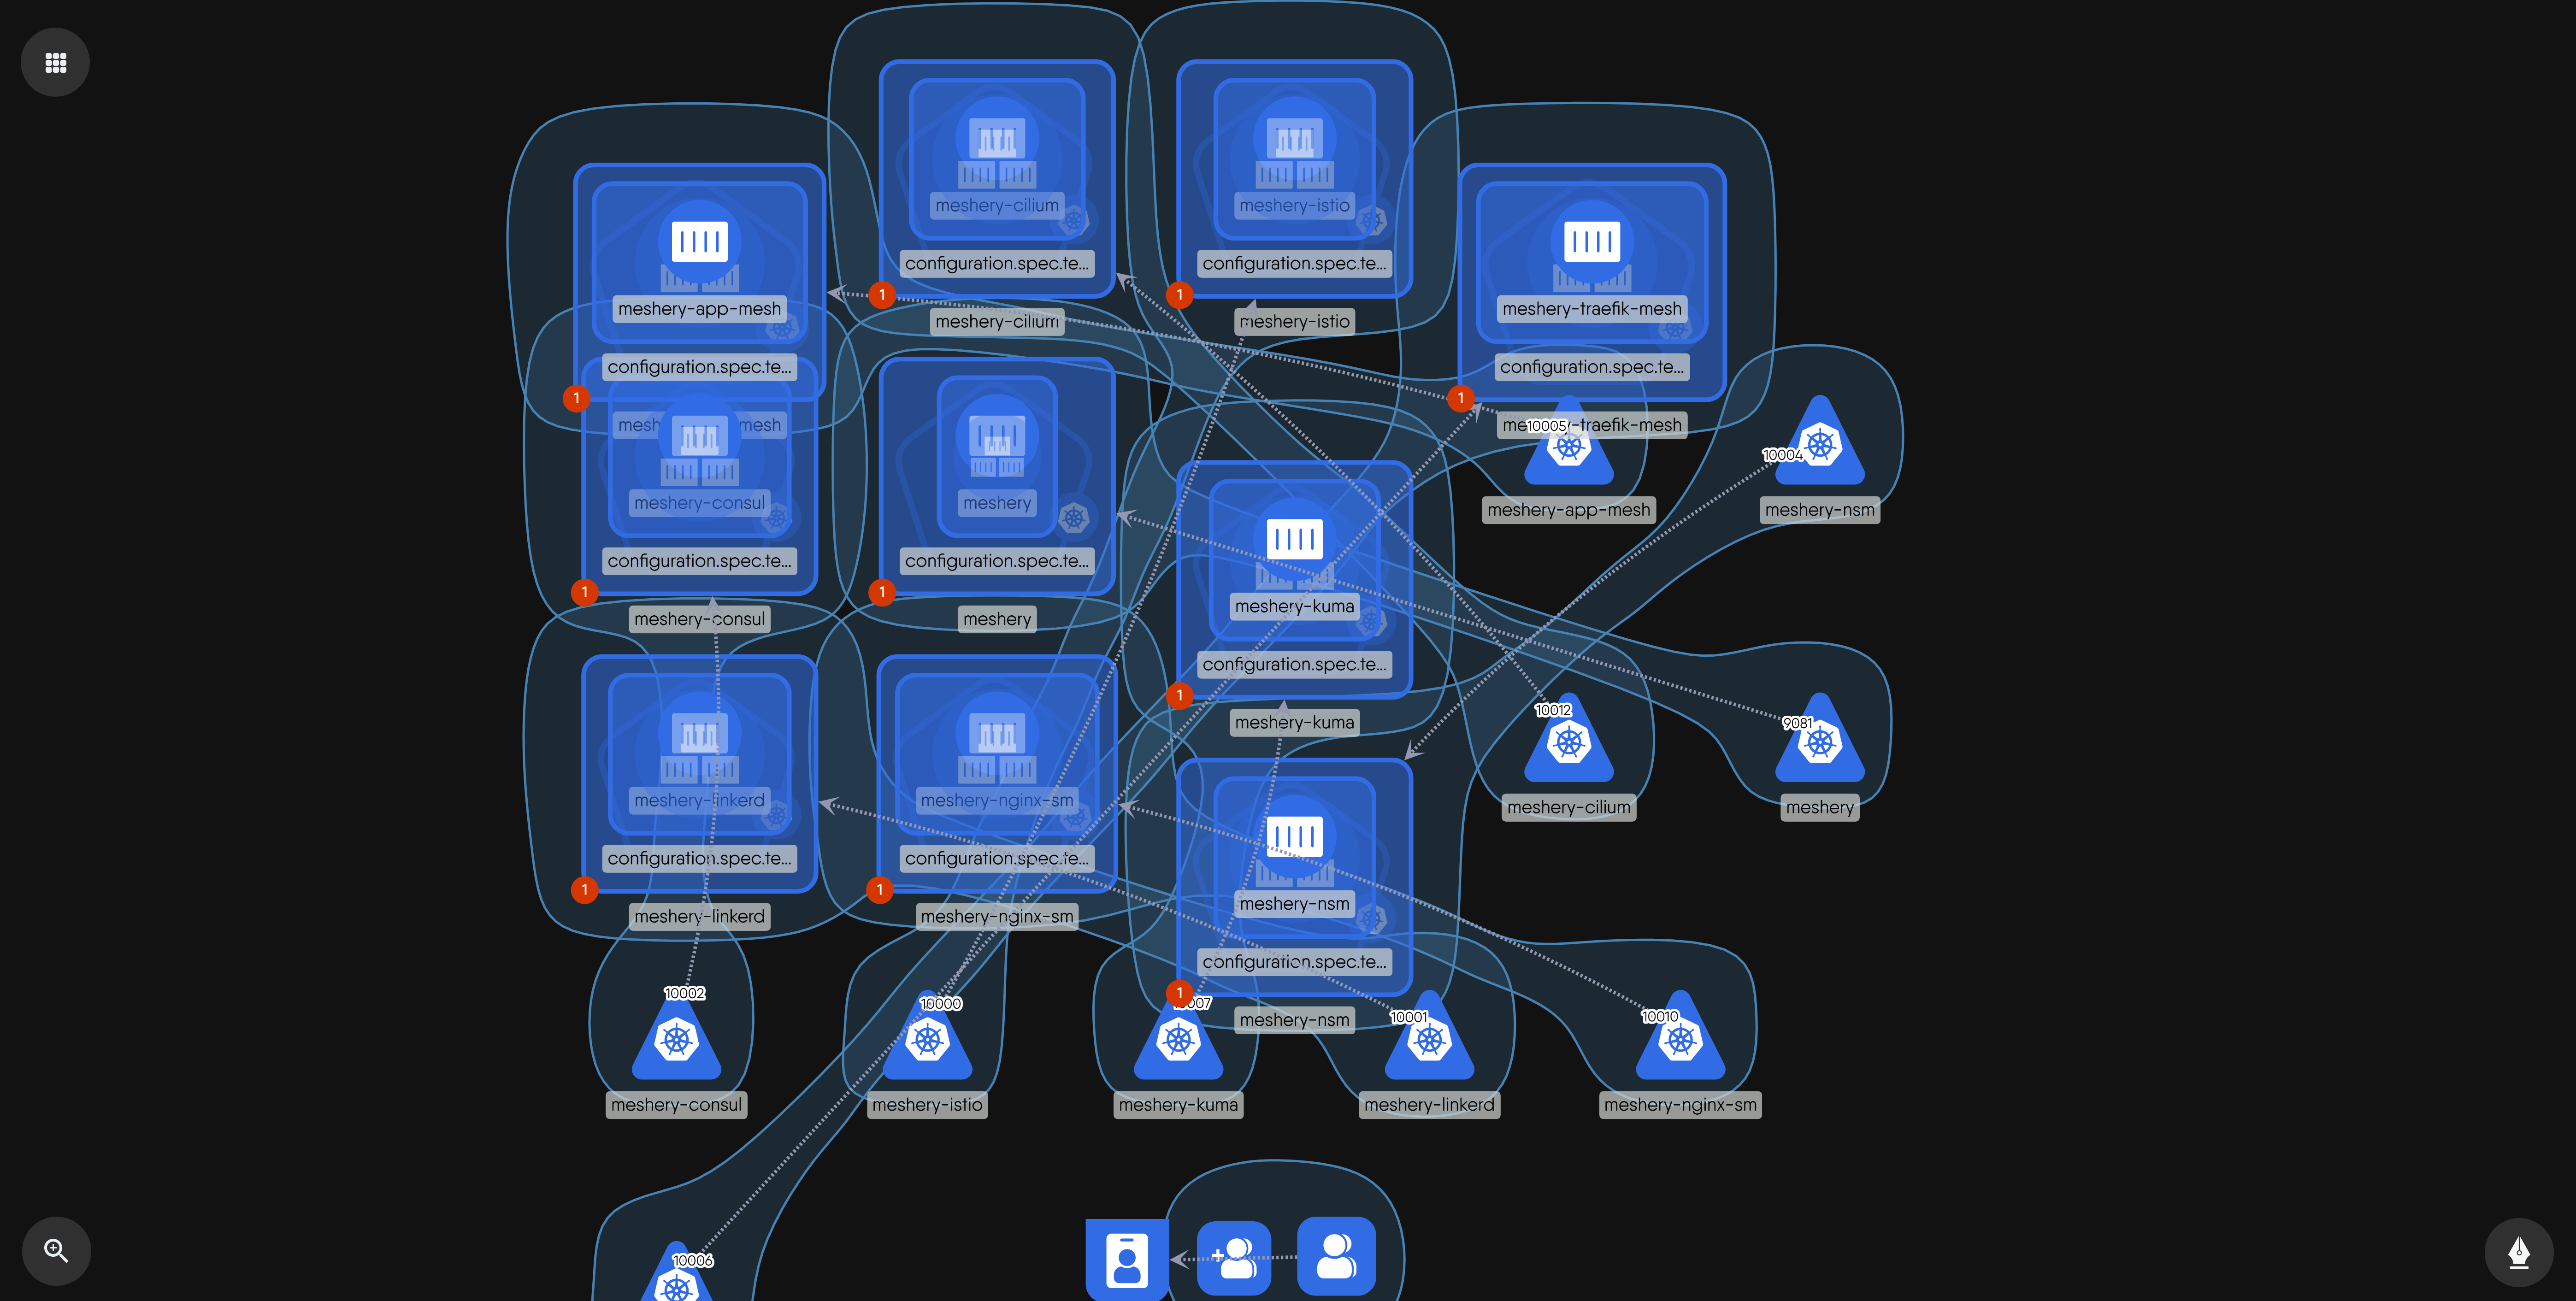 meshery-cilium
configuration.spec.te...
1
meshery-cilium
meshery-istio
configuration.spec.te...
1
meshery-istio
meshery-app-mesh
configuration.spec.te...
1
mesh mesh
meshery-traefik-mesh
configuration.spec.te...
1
meshery-traefik-mesh
10005
meshery-app-mesh
10004
meshery-nsm
meshery-consul
configuration.spec.te...
1
meshery-consul
meshery
configuration.spec.te...
1
meshery
meshery-kuma
configuration.spec.te...
1
meshery-kuma
10012
meshery-cilium
9081
meshery
meshery-linkerd
configuration.spec.te...
1
meshery-linkerd
meshery-nginx-sm
configuration.spec.te...
1
meshery-nginx-sm
meshery-nsm
configuration.spec.te...
1
meshery-nsm
10002
meshery-consul
10000
meshery-istio
meshery-kuma
10001
meshery-linkerd
10010
meshery-nginx-sm
10006